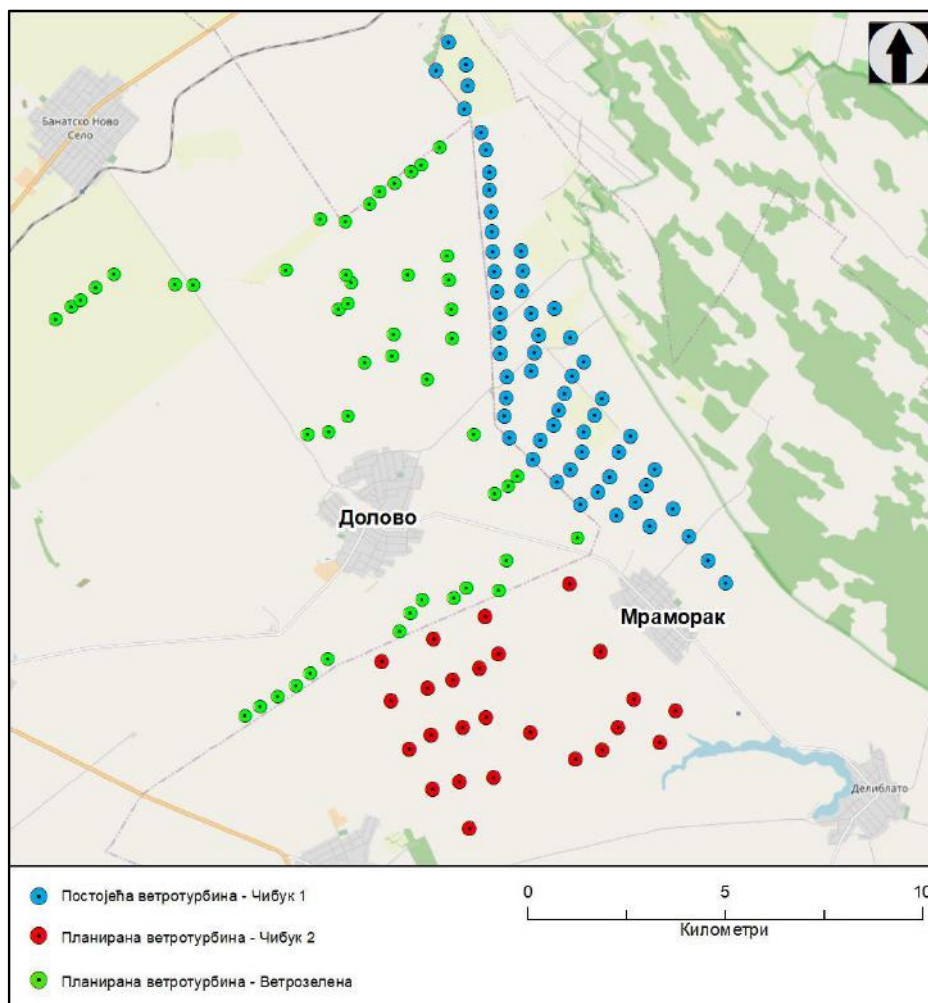 Банатско Ново
Село
Долово
Мраморак
Делиблато
Постојећа ветротурбина - Чибук 1
Планирана ветротурбина - Чибук 2
Планирана ветротурбина - Ветрозелена
0 5 10
Километри